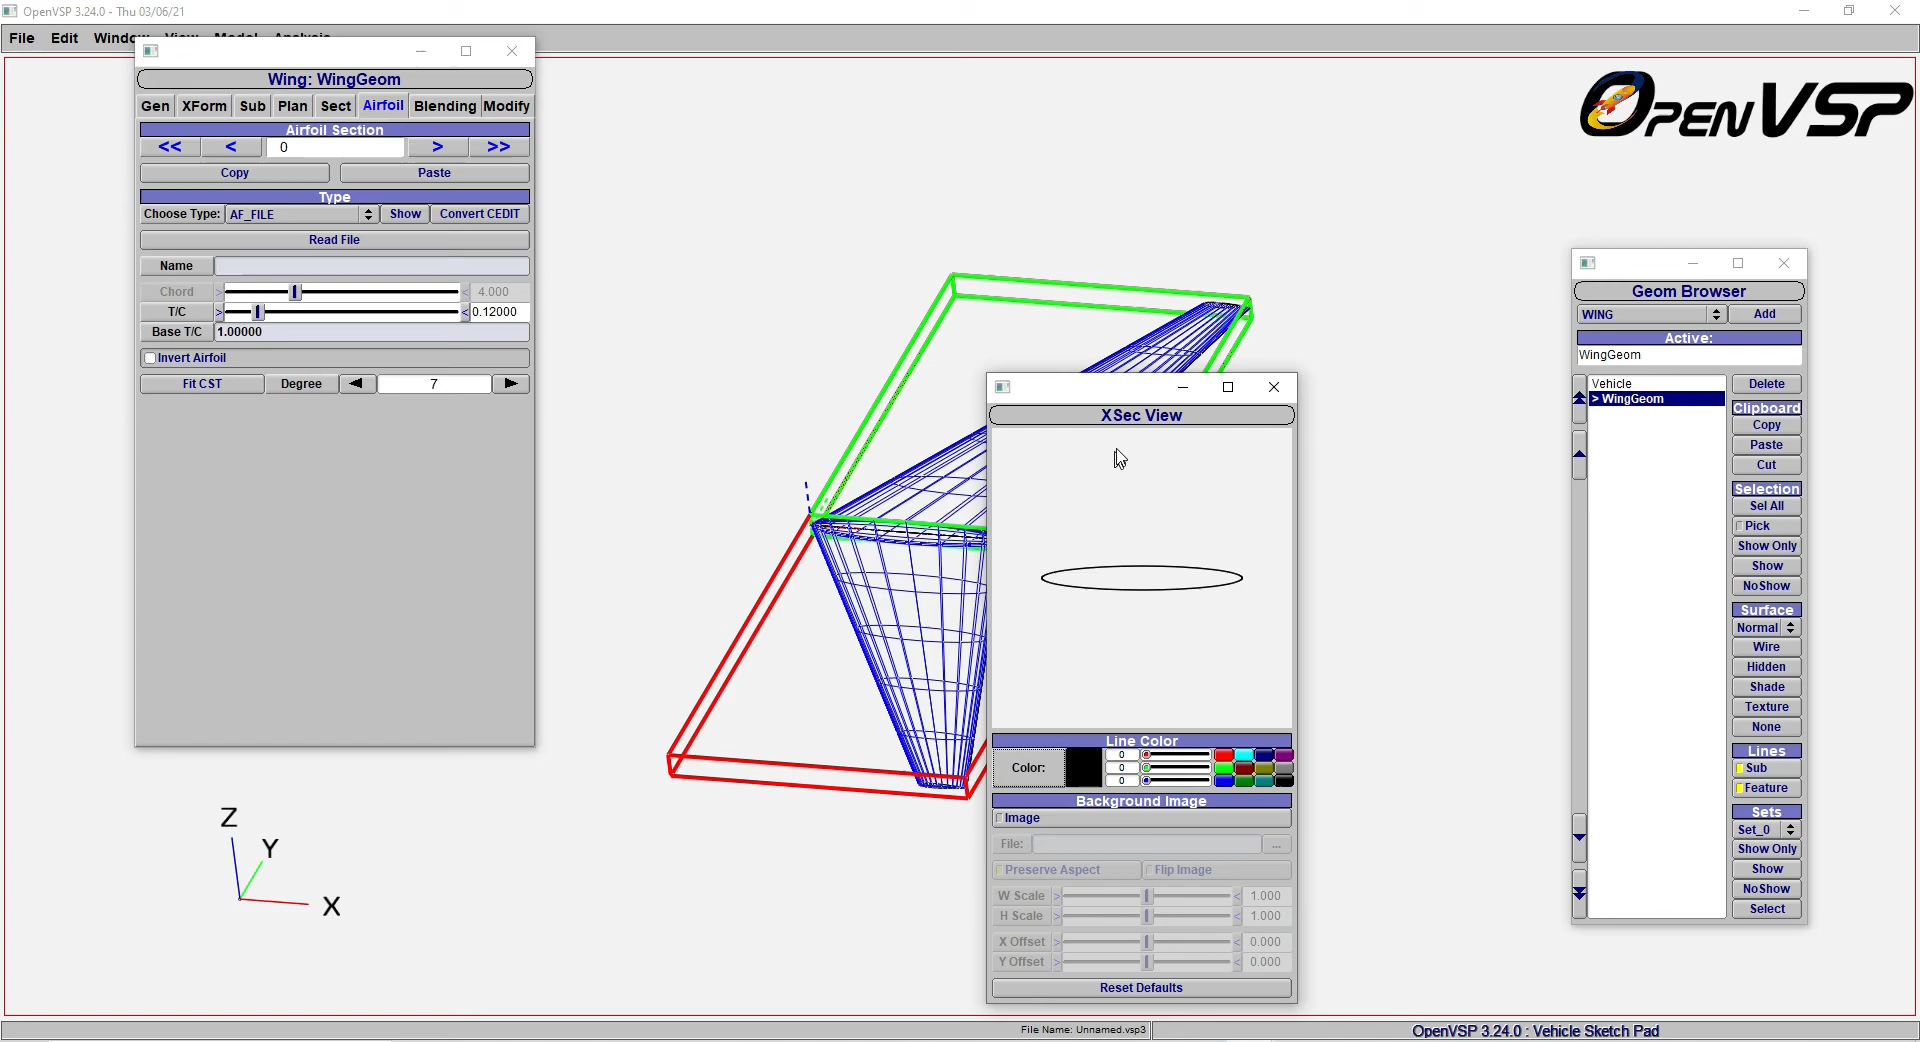 OpenVSP 3.24.0 - Thu 03/06/21
File Edit Window View Model Analysis
OPENVSP
Wing: WingGeom
Gen XForm Sub Plan Sect Airfoil Blending Modify
Airfoil Section
<< < 0 > >>
Copy Paste
Type
Choose Type: AF_FILE Show Convert CEDIT
Read File
Name
Chord > < 4.000
T/C > < 0.12000
Base T/C 1.00000
Invert Airfoil
Fit CST Degree 7
Z
Y
X
XSec View
Line Color
Color: 0
0
0
Background Image
Image
File: ...
Preserve Aspect Flip Image
W Scale > < 1.000
H Scale > < 1.000
X Offset > < 0.000
Y Offset > < 0.000
Reset Defaults
Geom Browser
WING Add
Active:
WingGeom
Vehicle
> WingGeom
Delete
Clipboard
Copy
Paste
Cut
Selection
Sel All
Pick
Show Only
Show
NoShow
Surface
Normal
Wire
Hidden
Shade
Texture
None
Lines
Sub
Feature
Sets
Set_0
Show Only
Show
NoShow
Select
File Name: Unnamed.vsp3
OpenVSP 3.24.0 : Vehicle Sketch Pad